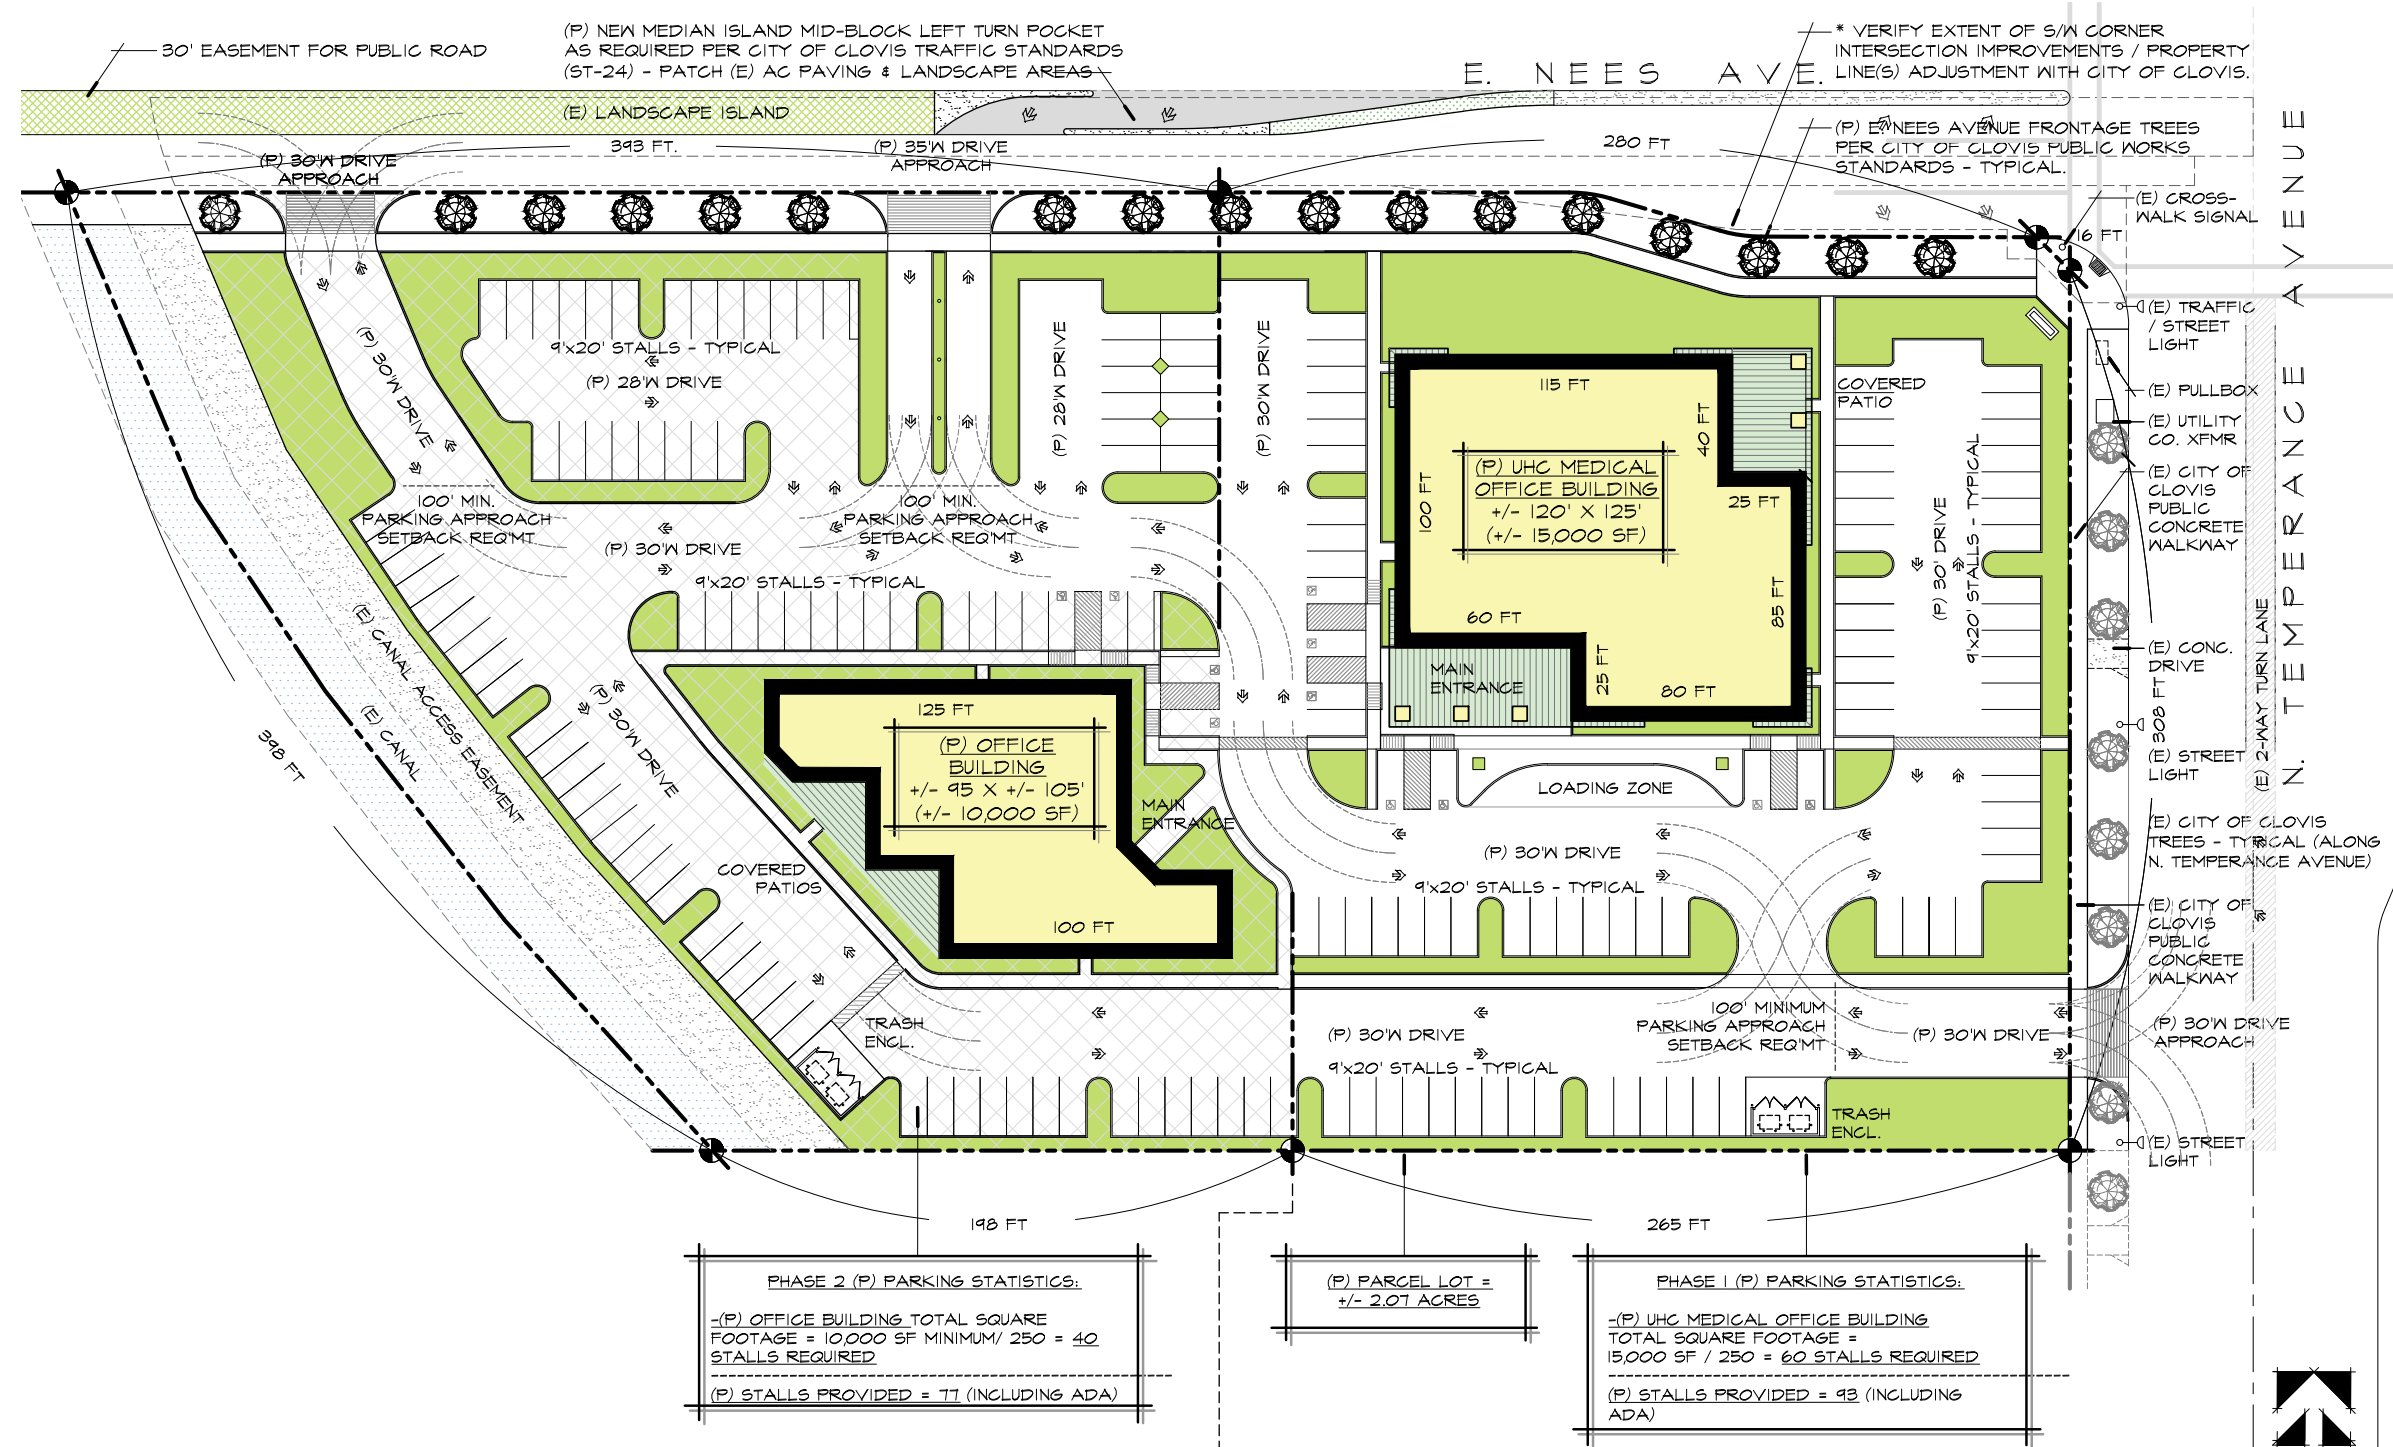 30' EASEMENT FOR PUBLIC ROAD
(P) NEW MEDIAN ISLAND MID-BLOCK LEFT TURN POCKET
AS REQUIRED PER CITY OF CLOVIS TRAFFIC STANDARDS
(ST-24) - PATCH (E) AC PAVING & LANDSCAPE AREAS
E. NEES AVE.
* VERIFY EXTENT OF S/W CORNER
INTERSECTION IMPROVEMENTS / PROPERTY
LINE(S) ADJUSTMENT WITH CITY OF CLOVIS.
(E) LANDSCAPE ISLAND
(P) E. NEES AVENUE FRONTAGE TREES
PER CITY OF CLOVIS PUBLIC WORKS
STANDARDS - TYPICAL.
(P) 30'W DRIVE
APPROACH
393 FT.
(P) 35'W DRIVE
APPROACH
280 FT
(E) CROSS-
WALK SIGNAL
16 FT
N. TEMPERANCE AVENUE
(E) TRAFFIC
/ STREET
LIGHT
(E) PULLBOX
(E) UTILITY
CO. XFMR
(E) CITY OF
CLOVIS
PUBLIC
CONCRETE
WALKWAY
(E) CONC.
DRIVE
308 FT
(E) STREET
LIGHT
(E) 2-WAY TURN LANE
(E) CITY OF CLOVIS
TREES - TYPICAL (ALONG
N. TEMPERANCE AVENUE)
(E) CITY OF
CLOVIS
PUBLIC
CONCRETE
WALKWAY
(P) 30'W DRIVE
APPROACH
(E) STREET
LIGHT
(P) 30'W DRIVE
9'x20' STALLS - TYPICAL
(P) 28'W DRIVE
(P) 28'W DRIVE
(P) 30'W DRIVE
115 FT
40 FT
COVERED
PATIO
(P) UHC MEDICAL
OFFICE BUILDING
+/- 120' X 125'
(+/- 15,000 SF)
100 FT
25 FT
60 FT
85 FT
25 FT
80 FT
MAIN
ENTRANCE
(P) 30' DRIVE
9'x20' STALLS - TYPICAL
100' MIN.
PARKING APPROACH
SETBACK REQ'MT
100' MIN.
PARKING APPROACH
SETBACK REQ'MT
(P) 30'W DRIVE
9'x20' STALLS - TYPICAL
(E) CANAL ACCESS EASEMENT
(E) CANAL
398 FT
(P) 30'W DRIVE
125 FT
(P) OFFICE
BUILDING
+/- 95 X +/- 105'
(+/- 10,000 SF)
MAIN
ENTRANCE
COVERED
PATIOS
100 FT
LOADING ZONE
(P) 30'W DRIVE
9'x20' STALLS - TYPICAL
TRASH
ENCL.
(P) 30'W DRIVE
9'x20' STALLS - TYPICAL
100' MINIMUM
PARKING APPROACH
SETBACK REQ'MT
(P) 30'W DRIVE
TRASH
ENCL.
198 FT
265 FT
PHASE 2 (P) PARKING STATISTICS:
-(P) OFFICE BUILDING TOTAL SQUARE
FOOTAGE = 10,000 SF MINIMUM/ 250 = 40
STALLS REQUIRED
(P) STALLS PROVIDED = 77 (INCLUDING ADA)
(P) PARCEL LOT =
+/- 2.07 ACRES
PHASE 1 (P) PARKING STATISTICS:
-(P) UHC MEDICAL OFFICE BUILDING
TOTAL SQUARE FOOTAGE =
15,000 SF / 250 = 60 STALLS REQUIRED
(P) STALLS PROVIDED = 93 (INCLUDING
ADA)